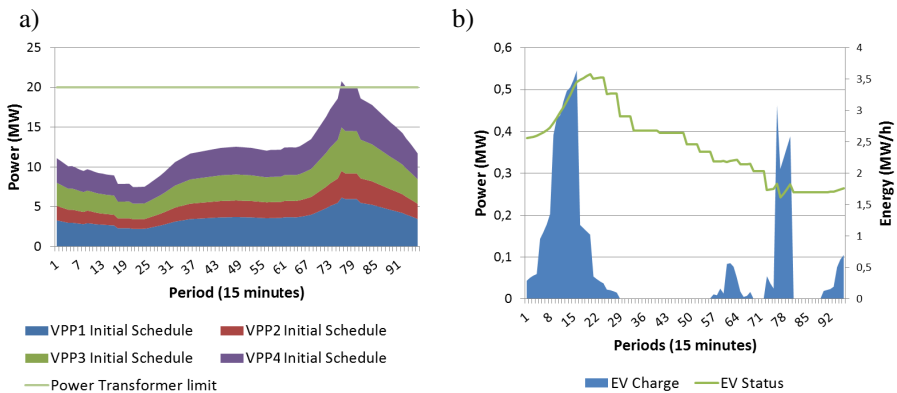 a)
Power (MW)
25
20
15
10
5
0
1 7 13 19 25 31 37 43 49 55 61 67 73 79 85 91
Period (15 minutes)
VPP1 Initial Schedule
VPP2 Initial Schedule
VPP3 Initial Schedule
VPP4 Initial Schedule
Power Transformer limit
b)
Power (MW)
0,6
0,5
0,4
0,3
0,2
0,1
0
4
3,5
3
2,5
2
1,5
1
0,5
0
Energy (MW/h)
1 8 15 22 29 36 43 50 57 64 71 78 85 92
Periods (15 minutes)
EV Charge
EV Status